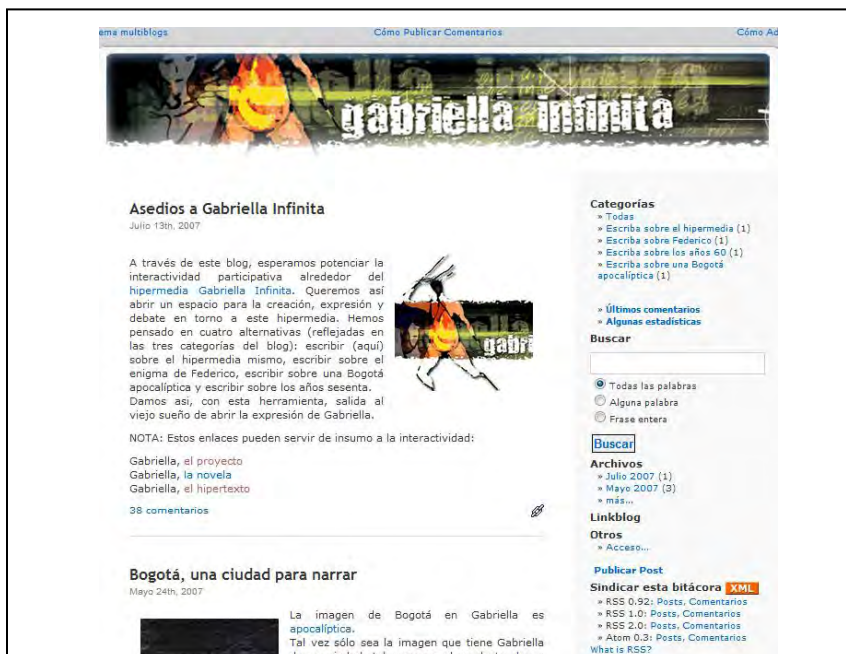 ema multiblogs
Cómo Publicar Comentarios
Cómo Ad
gabriella infinita
Asedios a Gabriella Infinita
Julio 13th, 2007
A través de este blog, esperamos potenciar la
interactividad participativa alrededor del
hipermedia Gabriella Infinita. Queremos así
abrir un espacio para la creación, expresión y
debate en torno a este hipermedia. Hemos
pensado en cuatro alternativas (reflejadas en
las tres categorías del blog): escribir (aquí)
sobre el hipermedia mismo, escribir sobre el
enigma de Federico, escribir sobre una Bogotá
apocalíptica y escribir sobre los años sesenta.
Damos asi, con esta herramienta, salida al
viejo sueño de abrir la expresión de Gabriella.
gabri
NOTA: Estos enlaces pueden servir de insumo a la interactividad:
Gabriella, el proyecto
Gabriella, la novela
Gabriella, el hipertexto
38 comentarios
Bogotá, una ciudad para narrar
Mayo 24th, 2007
La imagen de Bogotá en Gabriella es
apocalíptica.
Tal vez sólo sea la imagen que tiene Gabriella
Categorías
» Todas
» Escriba sobre el hipermedia (1)
» Escriba sobre Federico (1)
» Escriba sobre los años 60 (1)
» Escriba sobre una Bogotá
apocalíptica (1)
» Últimos comentarios
» Algunas estadísticas
Buscar
Todas las palabras
Alguna palabra
Frase entera
Buscar
Archivos
» Julio 2007 (1)
» Mayo 2007 (3)
» más...
Linkblog
Otros
» Acceso...
Publicar Post
Sindicar esta bitácora XML
» RSS 0.92: Posts, Comentarios
» RSS 1.0: Posts, Comentarios
» RSS 2.0: Posts, Comentarios
» Atom 0.3: Posts, Comentarios
What is RSS?